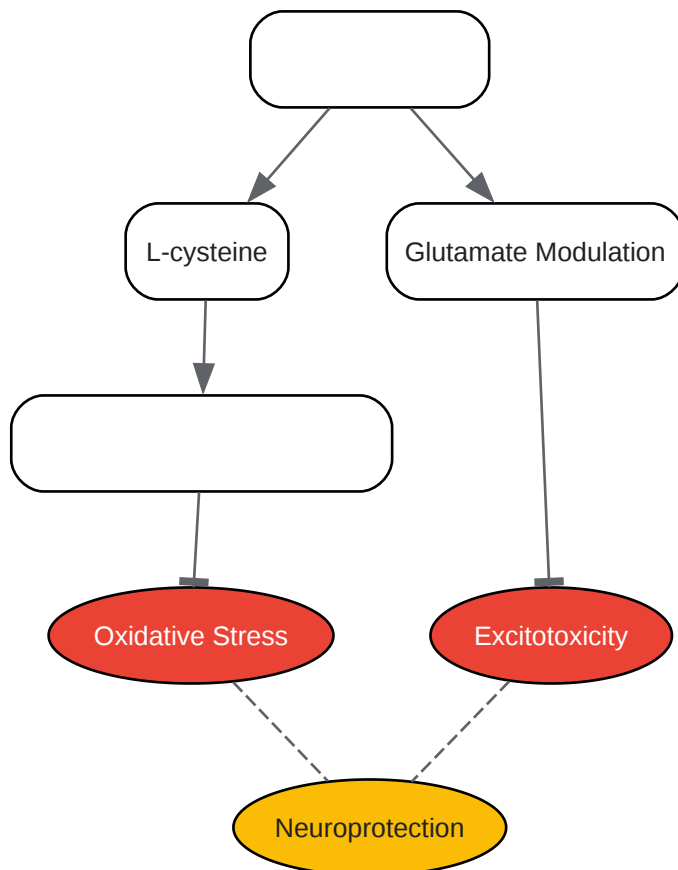 L-cysteine
Glutamate Modulation
Oxidative Stress
Excitotoxicity
Neuroprotection